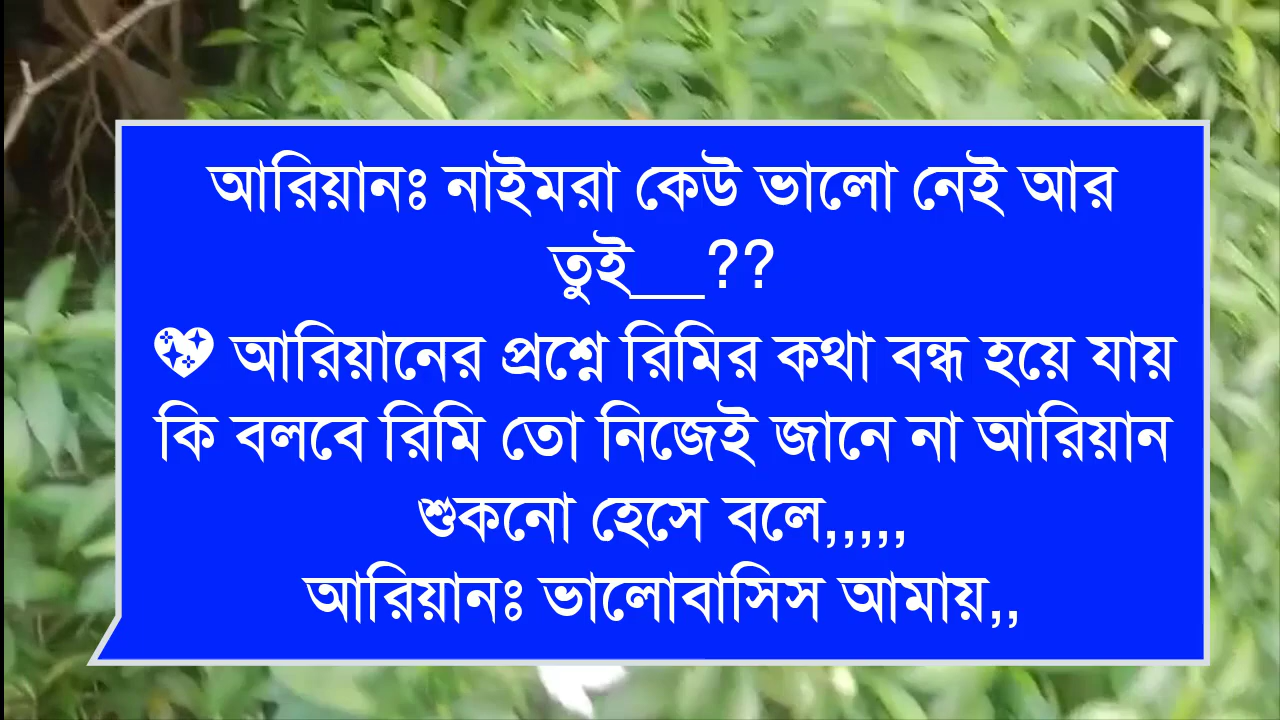 আরিয়ানঃ নাইমরা কেউ ভালো নেই আর
তুই__??
💖 আরিয়ানের প্রশ্নে রিমির কথা বন্ধ হয়ে যায়
কি বলবে রিমি তো নিজেই জানে না আরিয়ান
শুকনো হেসে বলে,,,,,
আরিয়ানঃ ভালোবাসিস আমায়,,